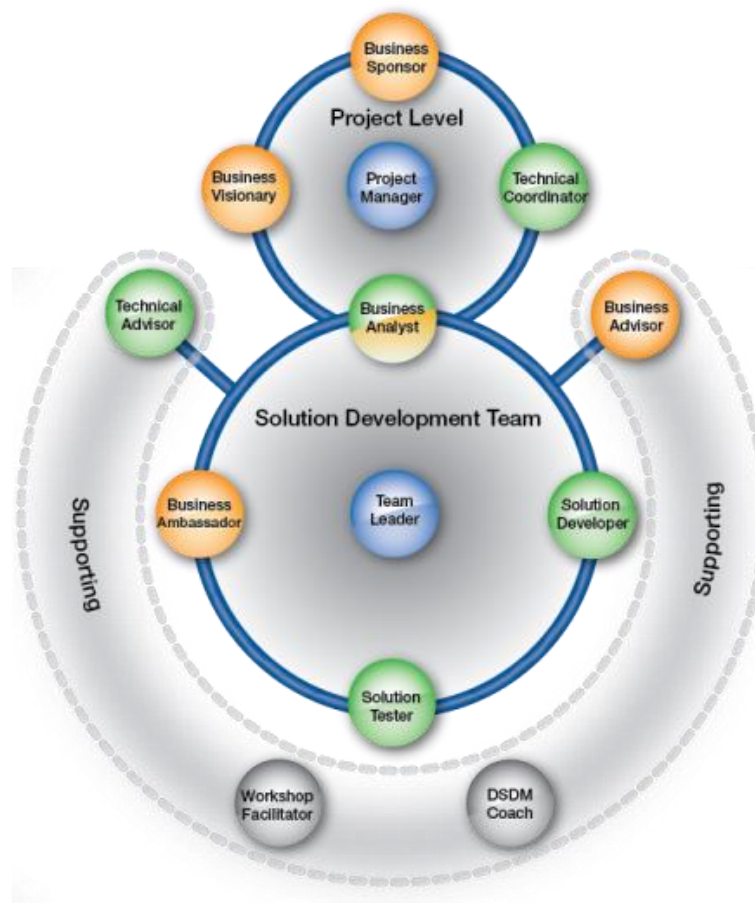 Business
Sponsor
Project Level
Business
Visionary
Project
Manager
Technical
Coordinator
Technical
Advisor
Business
Analyst
Business
Advisor
Solution Development Team
Business
Ambassador
Team
Leader
Solution
Developer
Supporting
Supporting
Solution
Tester
Workshop
Facilitator
DSDM
Coach